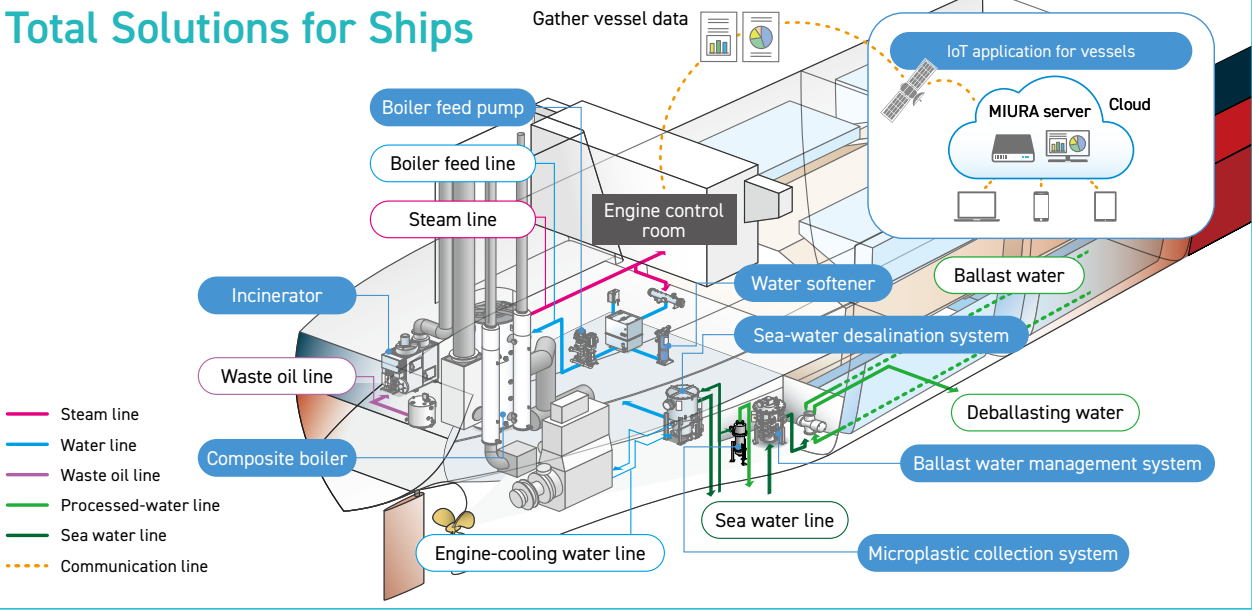 Total Solutions for Ships
Gather vessel data
IoT application for vessels
MIURA server
Cloud
Boiler feed pump
Boiler feed line
Steam line
Engine control
room
Incinerator
Water softener
Ballast water
Sea-water desalination system
Waste oil line
Deballasting water
Composite boiler
Ballast water management system
Sea water line
Engine-cooling water line
Microplastic collection system
Steam line
Water line
Waste oil line
Processed-water line
Sea water line
Communication line